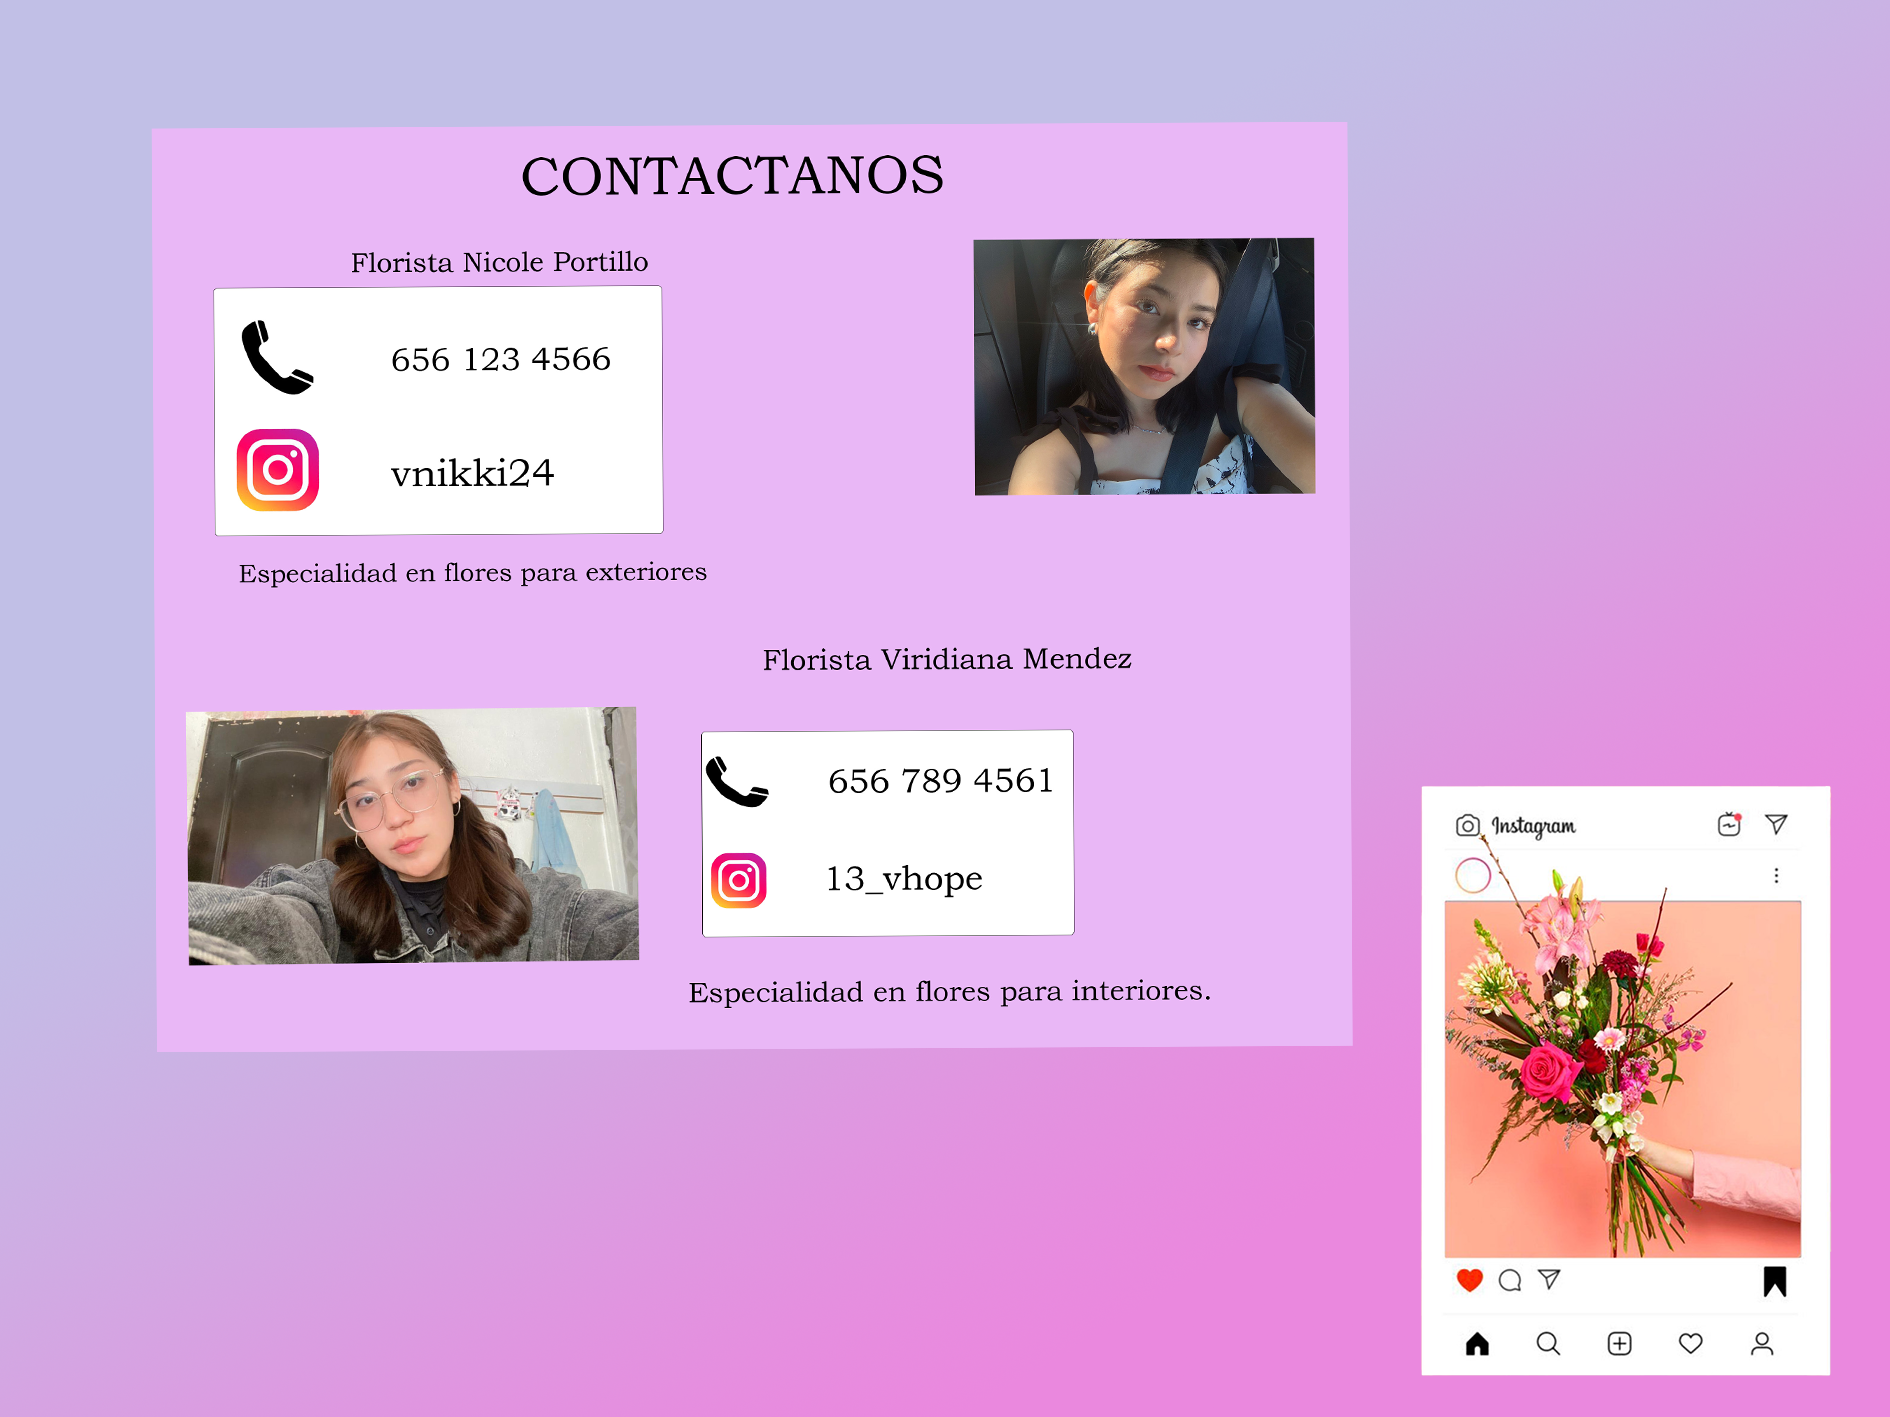 CONTACTANOS
Florista Nicole Portillo
656 123 4566
vnikki24
Especialidad en flores para exteriores
Florista Viridiana Mendez
656 789 4561
13_vhope
Especialidad en flores para interiores.
Instagram